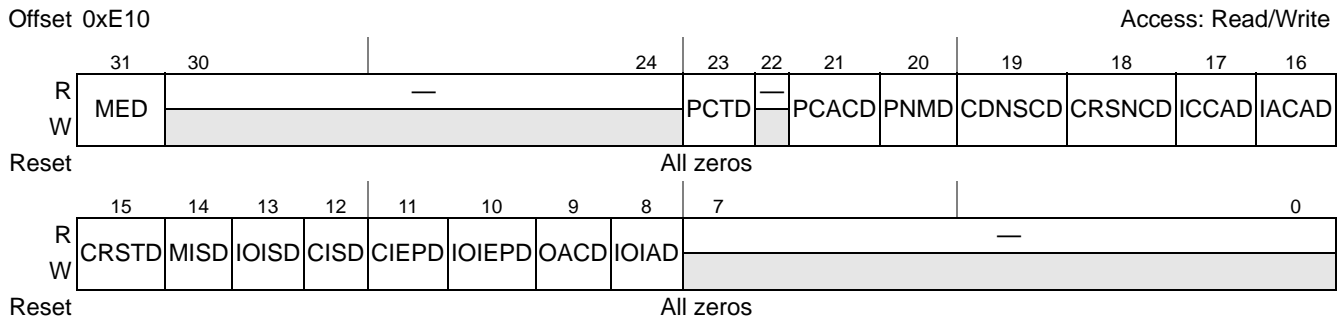 Offset 0xE10 Access: Read/Write
31 30 24 23 22 21 20 19 18 17 16
R MED — PCTD — PCACD PNMD CDNSCD CRSNCD ICCAD IACAD
W
Reset All zeros
15 14 13 12 11 10 9 8 7 0
R CRSTD MISD IOISD CISD CIEPD IOIEPD OACD IOIAD —
W
Reset All zeros